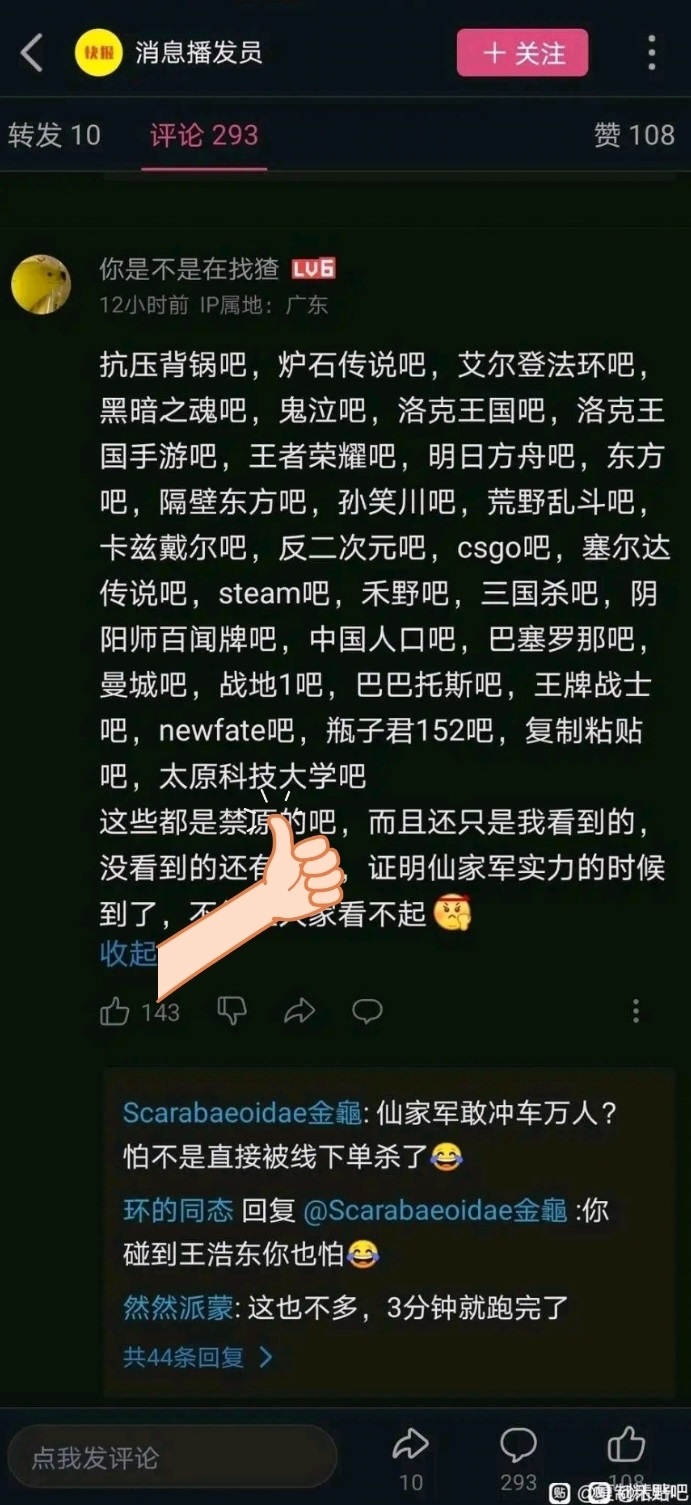 快报 消息播发员 + 关注
转发 10 评论 293 赞 108
你是不是在找猹 LV6
12小时前 IP属地：广东
抗压背锅吧，炉石传说吧，艾尔登法环吧，
黑暗之魂吧，鬼泣吧，洛克王国吧，洛克王
国手游吧，王者荣耀吧，明日方舟吧，东方
吧，隔壁东方吧，孙笑川吧，荒野乱斗吧，
卡兹戴尔吧，反二次元吧，csgo吧，塞尔达
传说吧，steam吧，禾野吧，三国杀吧，阴
阳师百闻牌吧，中国人口吧，巴塞罗那吧，
曼城吧，战地1吧，巴巴托斯吧，王牌战士
吧，newfate吧，瓶子君152吧，复制粘贴
吧，太原科技大学吧
这些都是禁原的吧，而且还只是我看到的，
没看到的还有，证明仙家军实力的时候
到了，不家看不起
收起
143
Scarabaeoidae金龜: 仙家军敢冲车万人？
怕不是直接被线下单杀了😂
环的同态 回复 @Scarabaeoidae金龜 :你
碰到王浩东你也怕😂
然然派蒙: 这也不多，3分钟就跑完了
共44条回复 >
点我发评论 10 293 108
贴 吧